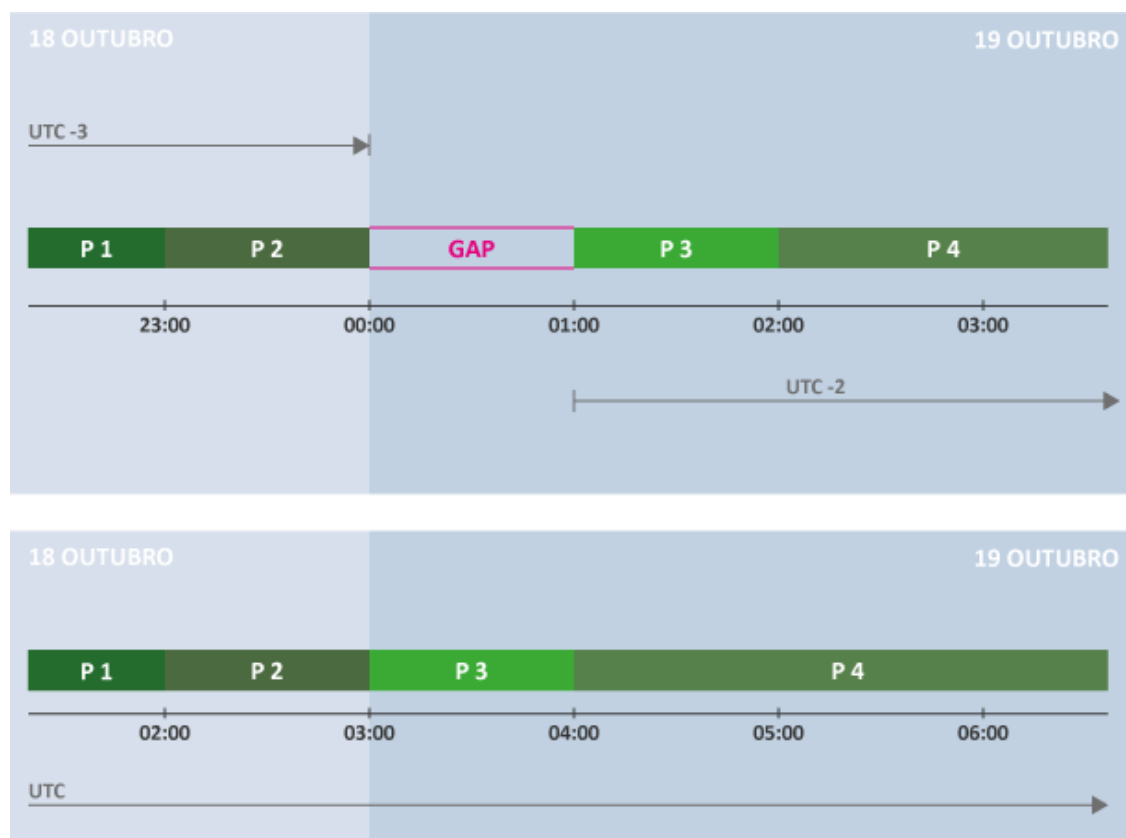 18 OUTUBRO 19 OUTUBRO
UTC -3
P 1 P 2 GAP P 3 P 4
23:00 00:00 01:00 02:00 03:00
UTC -2
18 OUTUBRO 19 OUTUBRO
P 1 P 2 P 3 P 4
02:00 03:00 04:00 05:00 06:00
UTC